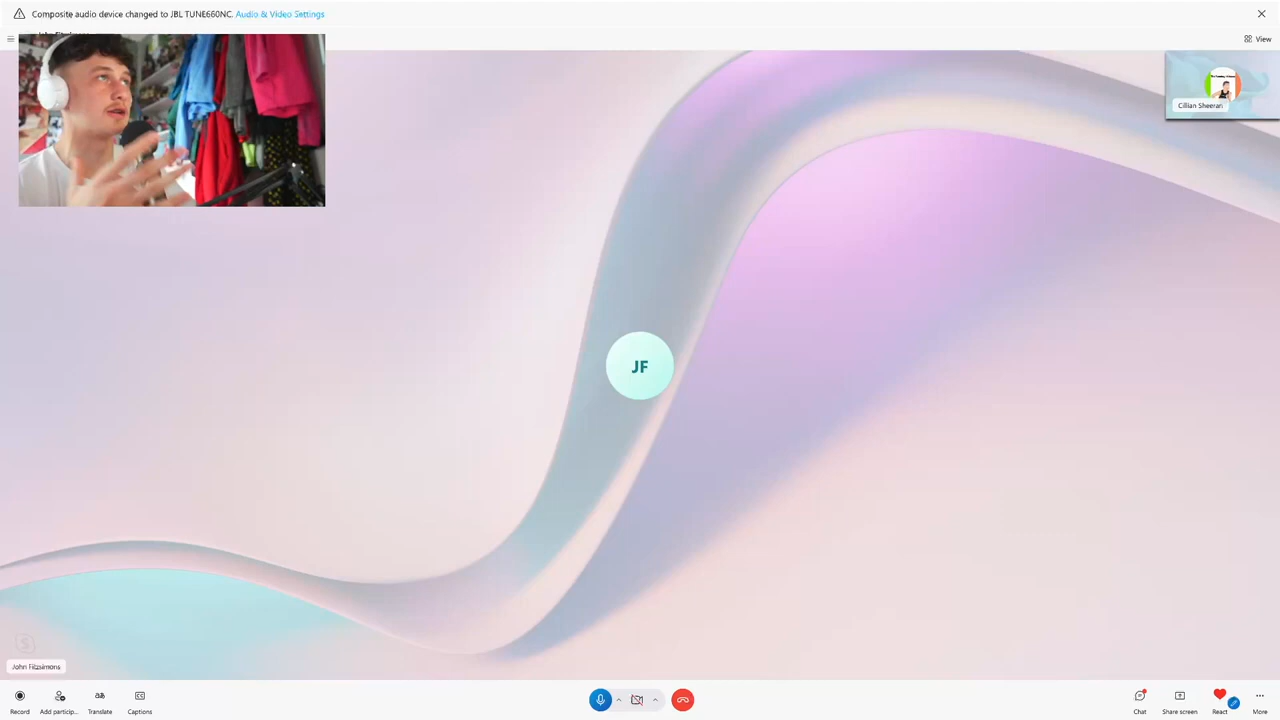 Composite audio device changed to JBL TUNE660NC. Audio & Video Settings
View
Cillian Sheeran
JF
John Fitzsimons
Record
Add particip...
Translate
Captions
Chat
Share screen
React
More